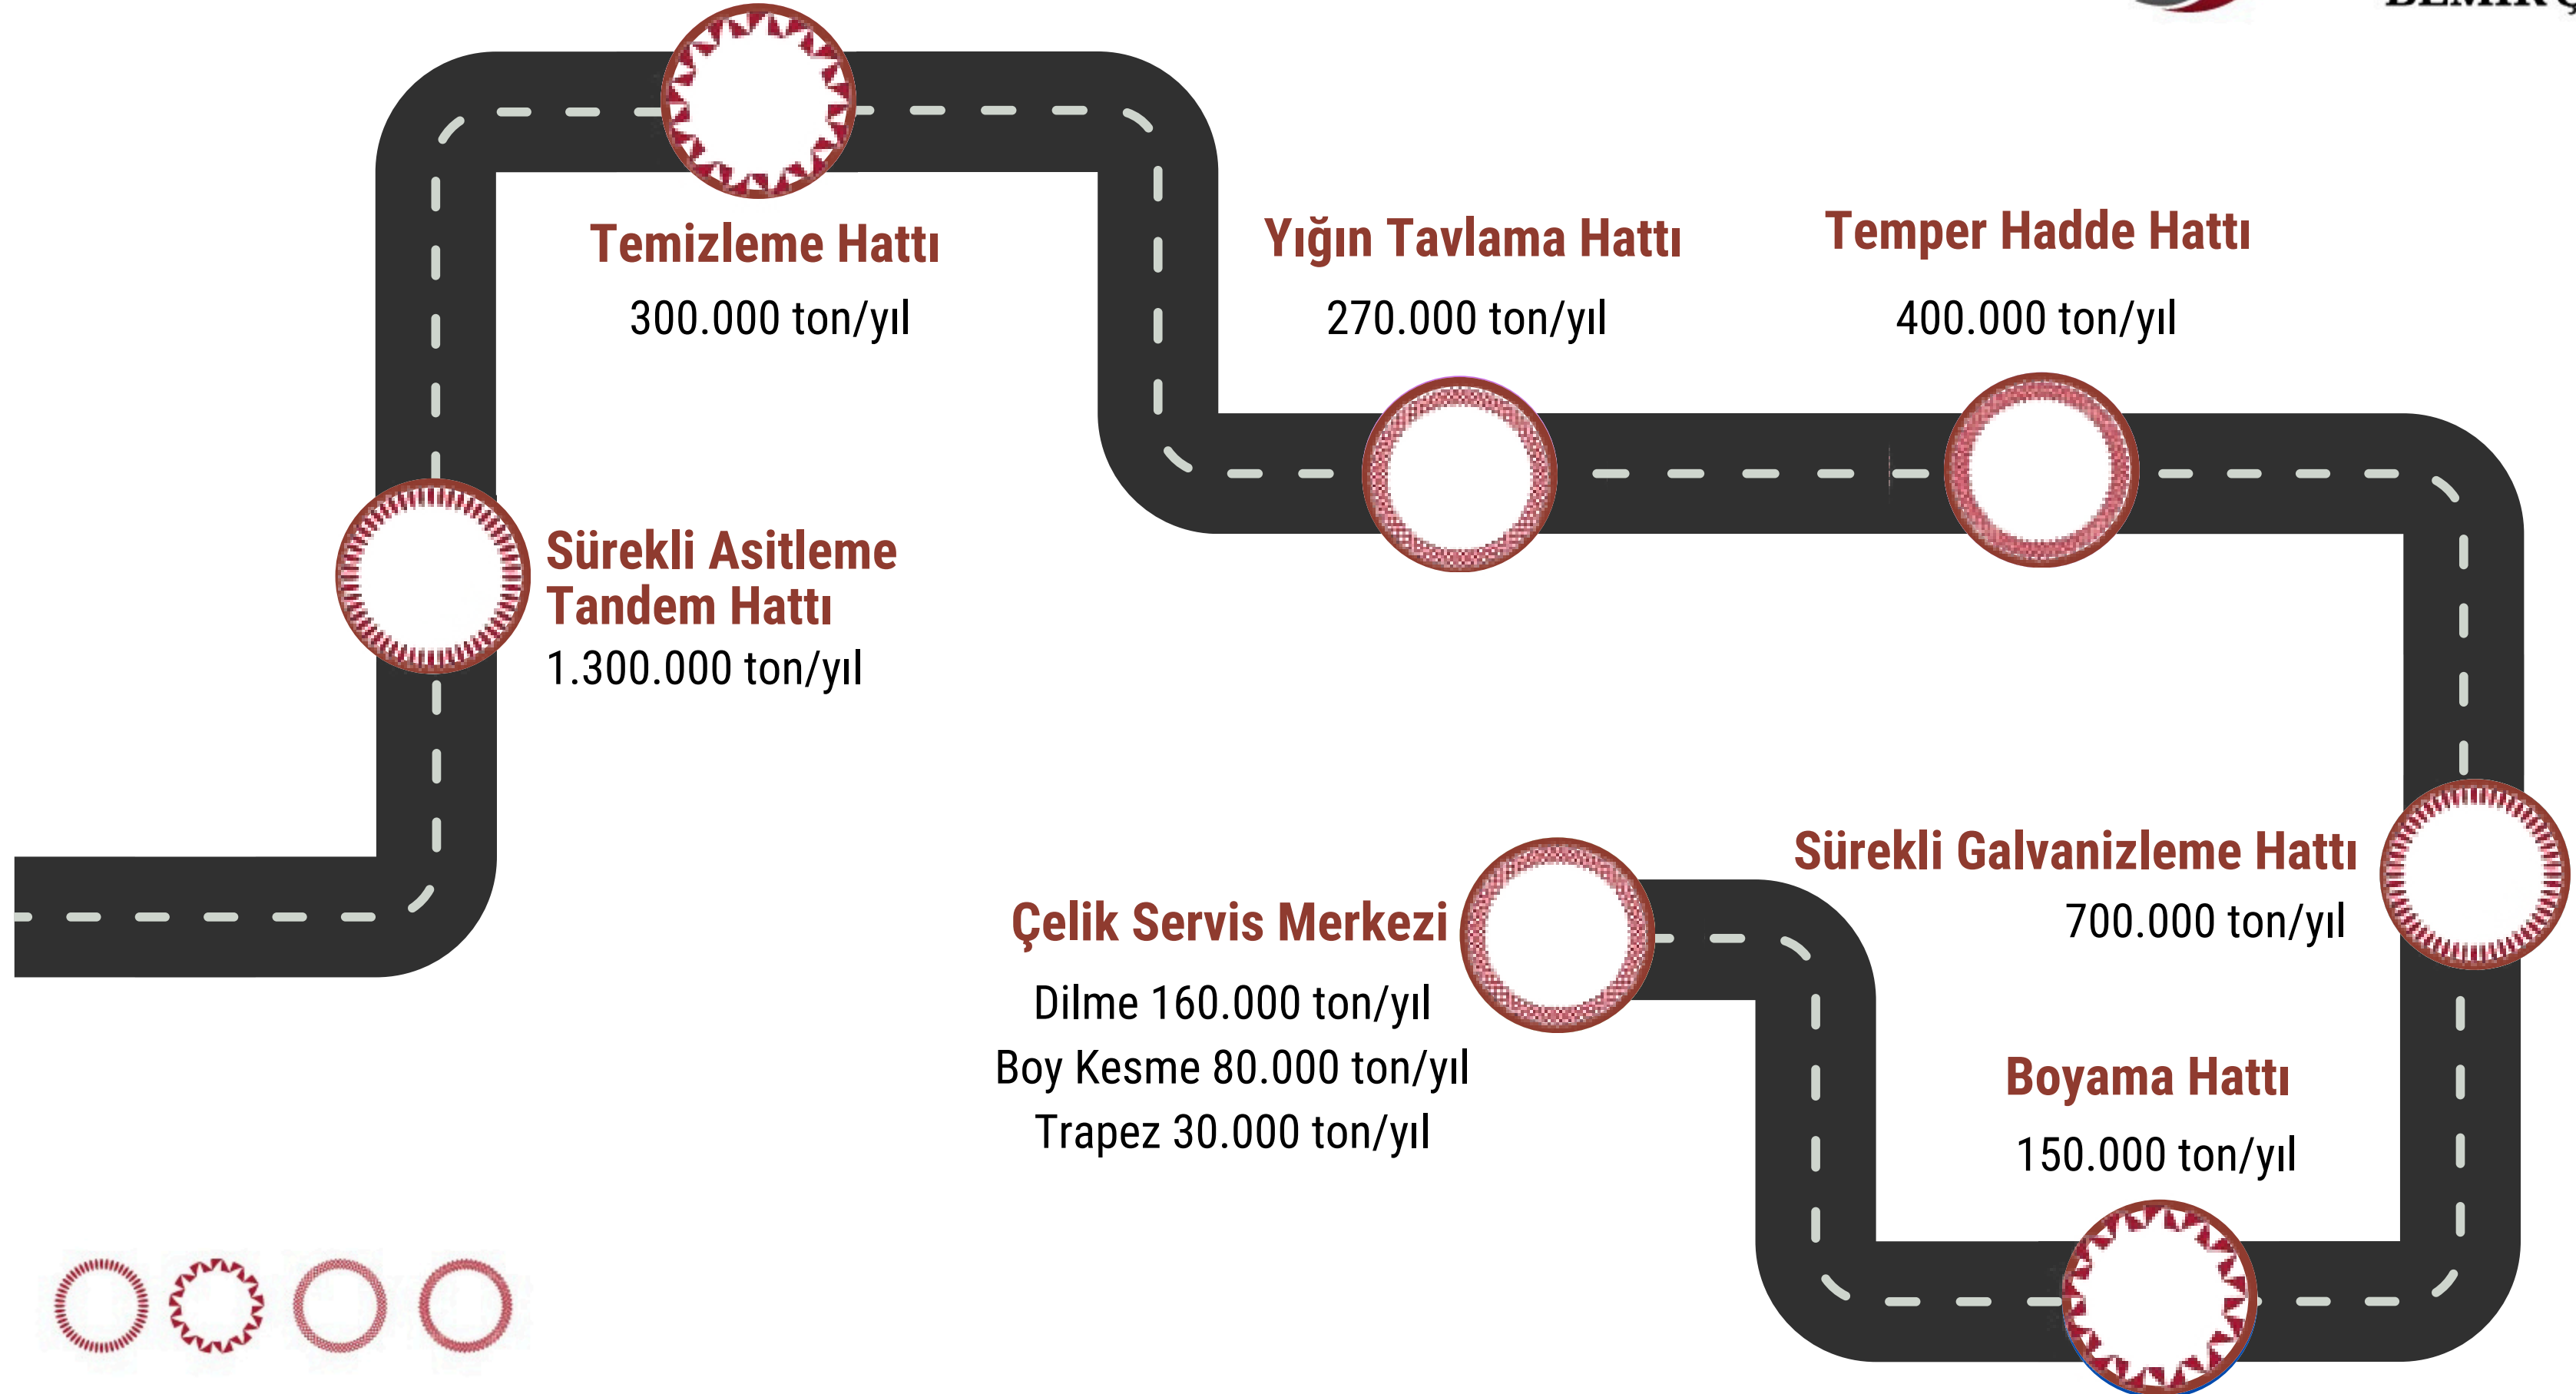 Temizleme Hattı
300.000 ton/yıl
Yığın Tavlama Hattı
270.000 ton/yıl
Temper Hadde Hattı
400.000 ton/yıl
Sürekli Asitleme
Tandem Hattı
1.300.000 ton/yıl
Sürekli Galvanizleme Hattı
700.000 ton/yıl
Çelik Servis Merkezi
Dilme 160.000 ton/yıl
Boy Kesme 80.000 ton/yıl
Trapez 30.000 ton/yıl
Boyama Hattı
150.000 ton/yıl